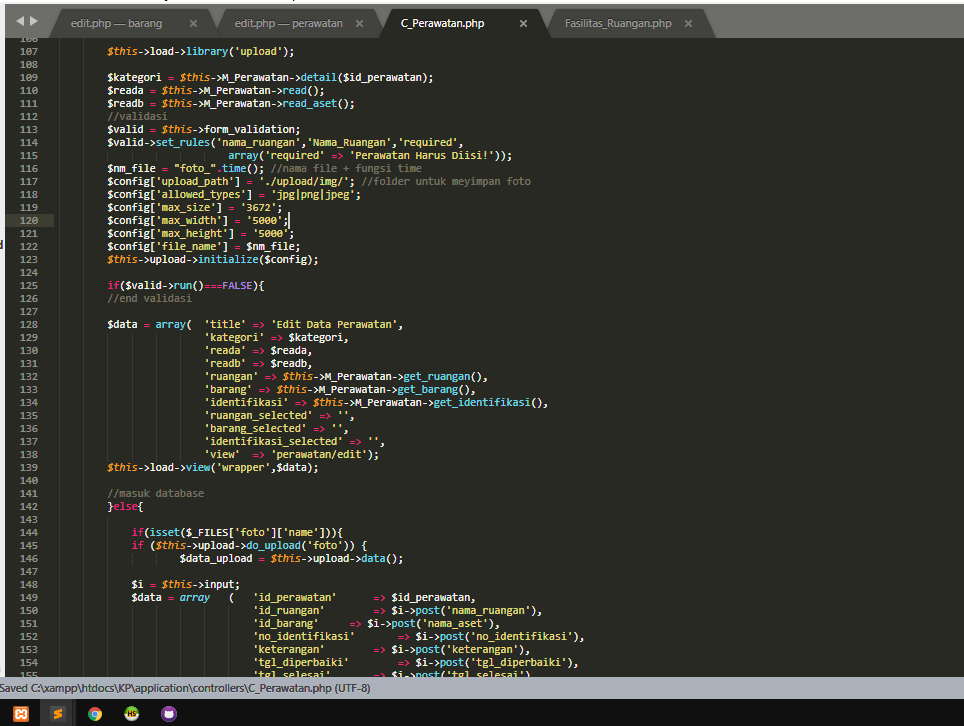 edit.php — barang
edit.php — perawatan
C_Perawatan.php
Fasilitas_Ruangan.php
106
107 $this->load->library('upload');
108
109 $kategori = $this->M_Perawatan->detail($id_perawatan);
110 $reada = $this->M_Perawatan->read();
111 $readb = $this->M_Perawatan->read_aset();
112 //validasi
113 $valid = $this->form_validation;
114 $valid->set_rules('nama_ruangan','Nama_Ruangan','required',
115 array('required' => 'Perawatan Harus Diisi!'));
116 $nm_file = "foto_".time(); //nama file + fungsi time
117 $config['upload_path'] = './upload/img/'; //folder untuk meyimpan foto
118 $config['allowed_types'] = 'jpg|png|jpeg';
119 $config['max_size'] = '3672';
120 $config['max_width'] = '5000';
121 $config['max_height'] = '5000';
122 $config['file_name'] = $nm_file;
123 $this->upload->initialize($config);
124
125 if($valid->run()===FALSE){
126 //end validasi
127
128 $data = array( 'title' => 'Edit Data Perawatan',
129 'kategori' => $kategori,
130 'reada' => $reada,
131 'readb' => $readb,
132 'ruangan' => $this->M_Perawatan->get_ruangan(),
133 'barang' => $this->M_Perawatan->get_barang(),
134 'identifikasi' => $this->M_Perawatan->get_identifikasi(),
135 'ruangan_selected' => '',
136 'barang_selected' => '',
137 'identifikasi_selected' => '',
138 'view' => 'perawatan/edit');
139 $this->load->view('wrapper',$data);
140
141 //masuk database
142 }else{
143
144 if(isset($_FILES['foto']['name'])){
145 if ($this->upload->do_upload('foto')) {
146 $data_upload = $this->upload->data();
147
148 $i = $this->input;
149 $data = array ( 'id_perawatan' => $id_perawatan,
150 'id_ruangan' => $i->post('nama_ruangan'),
151 'id_barang' => $i->post('nama_aset'),
152 'no_identifikasi' => $i->post('no_identifikasi'),
153 'keterangan' => $i->post('keterangan'),
154 'tgl_diperbaiki' => $i->post('tgl_diperbaiki'),
155 'tgl_selesai' => $i->post('tgl_selesai')
Saved C:\xampp\htdocs\KP\application\controllers\C_Perawatan.php (UTF-8)